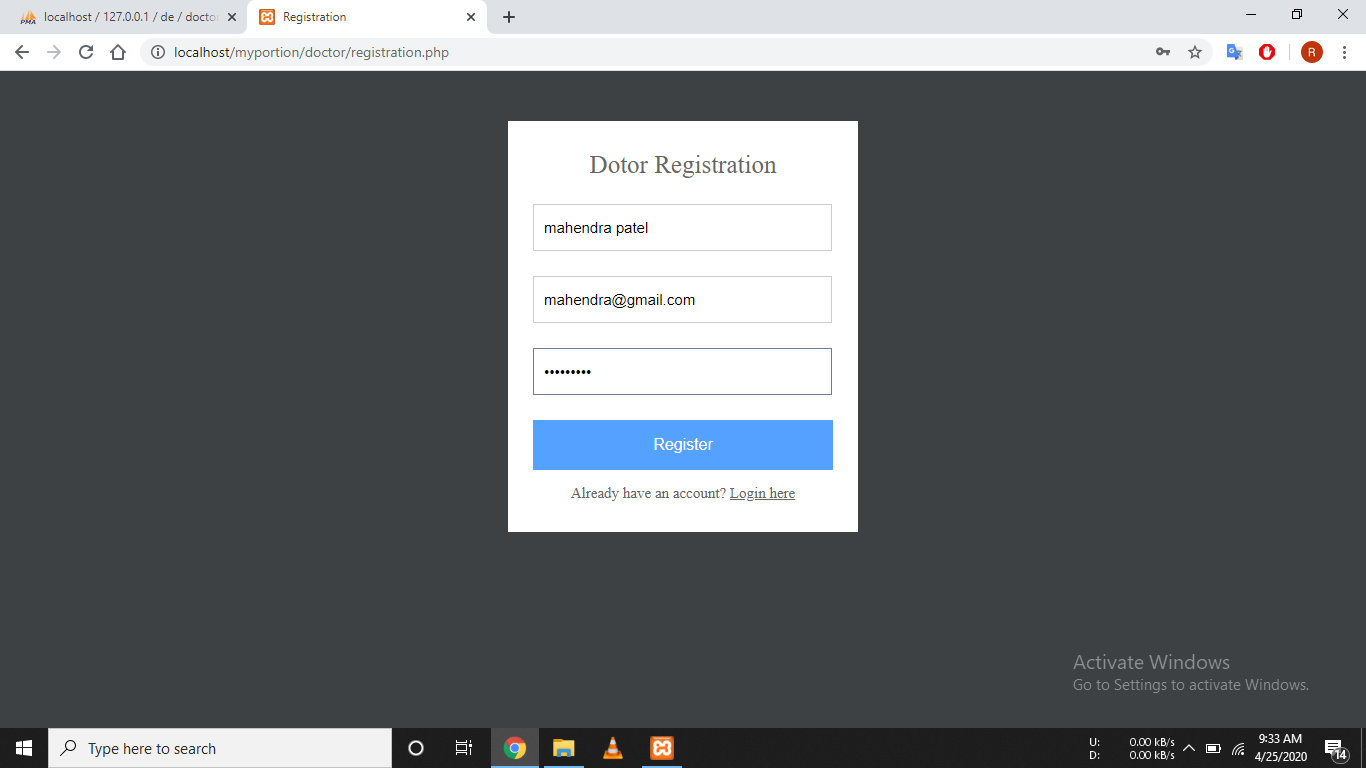 PMA localhost / 127.0.0.1 / de / doctor
Registration
localhost/myportion/doctor/registration.php
R
Dotor Registration
mahendra patel
mahendra@gmail.com
•••••••••
Register
Already have an account? Login here
Activate Windows
Go to Settings to activate Windows.
Type here to search
U: 0.00 kB/s
D: 0.00 kB/s
9:33 AM
4/25/2020
14